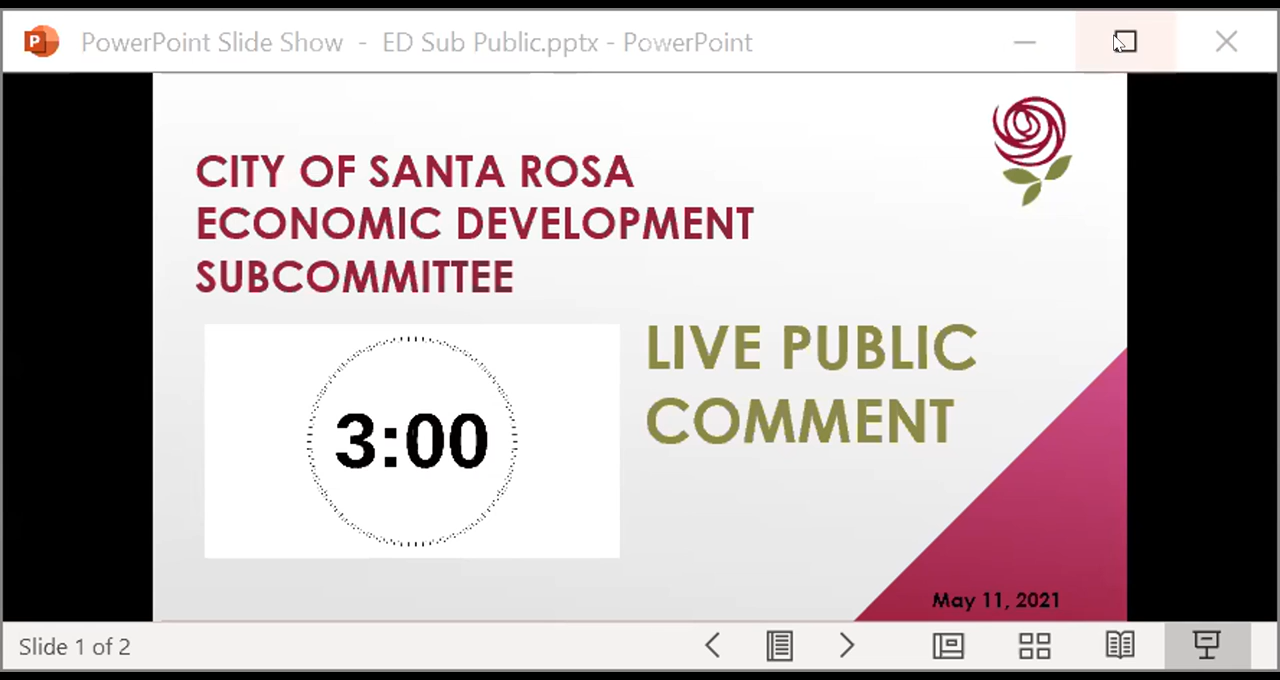 PowerPoint Slide Show - ED Sub Public.pptx - PowerPoint
CITY OF SANTA ROSA
ECONOMIC DEVELOPMENT
SUBCOMMITTEE
3:00
LIVE PUBLIC
COMMENT
May 11, 2021
Slide 1 of 2